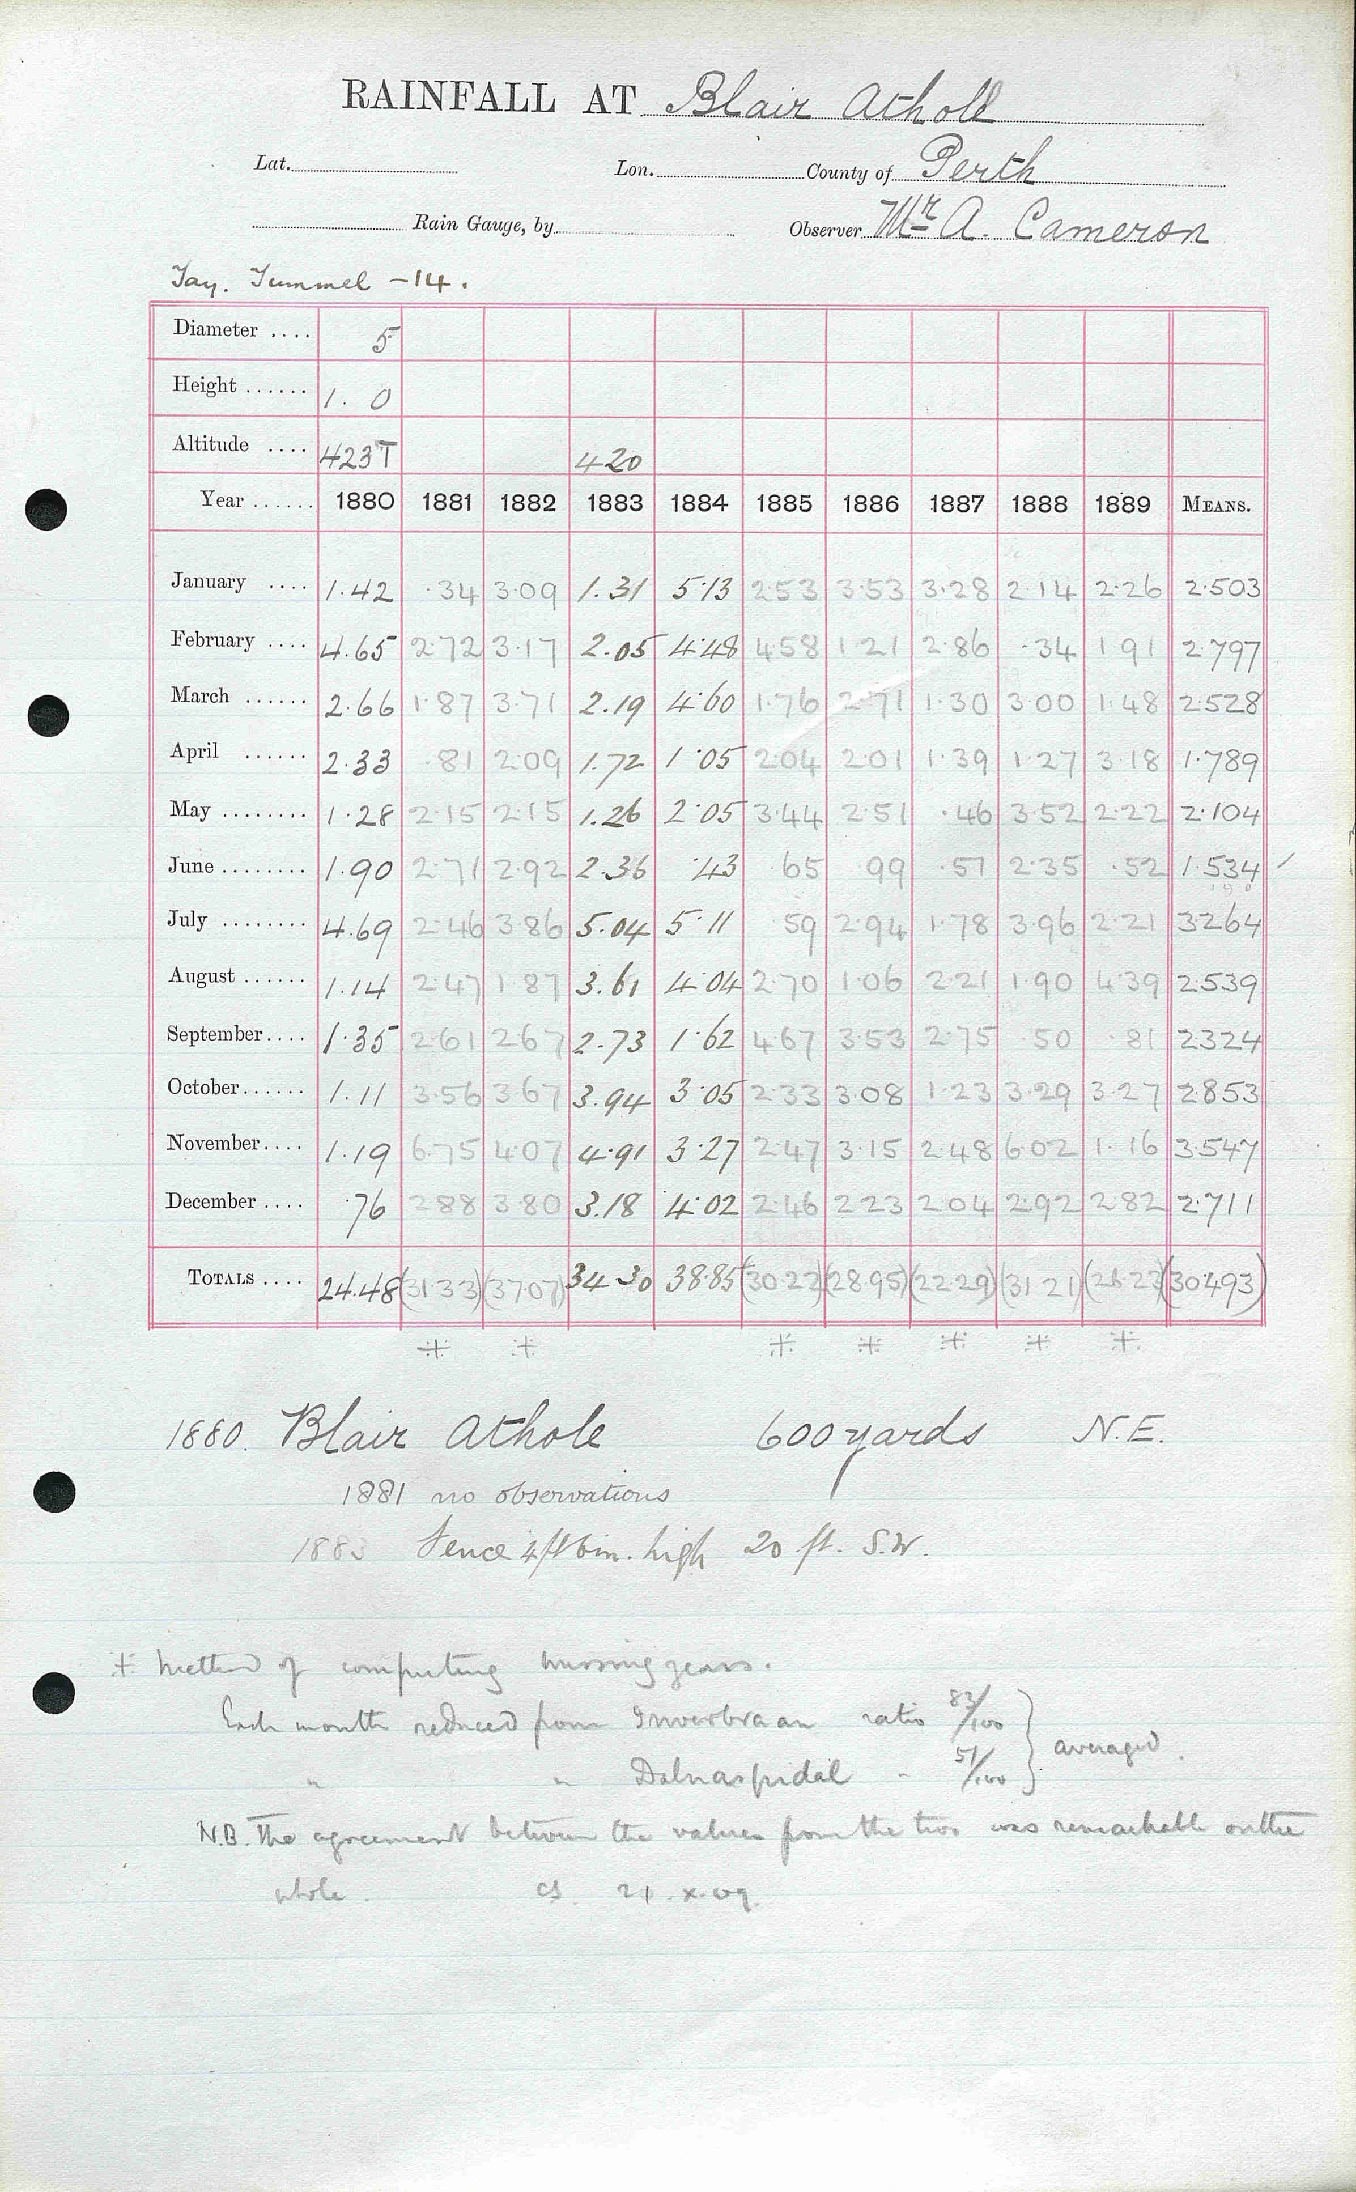 RAINFALL AT Blair Atholl
Lat. Lon. County of Perth
Rain Gauge, by Observer Mr A. Cameron
Tay. Tummel -14.
Diameter .... 5
Height ...... 1. 0
Altitude .... 423T 420
Year ...... 1880 1881 1882 1883 1884 1885 1886 1887 1888 1889 MEANS.
January .... 1.42 .34 3.09 1.31 5.13 2.53 3.53 3.28 2.14 2.26 2.503
February .... 4.65 2.72 3.17 2.05 4.48 4.58 1.21 2.86 .34 1.91 2.797
March ...... 2.66 1.87 3.71 2.19 4.60 1.76 2.71 1.30 3.00 1.48 2.528
April ...... 2.33 .81 2.09 1.72 1.05 2.04 2.01 1.39 1.27 3.18 1.789
May ........ 1.28 2.15 2.15 1.26 2.05 3.44 2.51 .46 3.52 2.22 2.104
June ........ 1.90 2.71 2.92 2.36 .43 .65 .99 .57 2.35 .52 1.534
July ........ 4.69 2.46 3.86 5.04 5.11 .59 2.94 1.78 3.96 2.21 3.264
August ...... 1.14 2.47 1.87 3.61 4.04 2.70 1.06 2.21 1.90 4.39 2.539
September.... 1.35 2.61 2.67 2.73 1.62 4.67 3.53 2.75 .50 .81 2.324
October...... 1.11 3.56 3.67 3.94 3.05 2.33 3.08 1.23 3.29 3.27 2.853
November.... 1.19 6.75 4.07 4.91 3.27 2.47 3.15 2.48 6.02 1.16 3.547
December .... .76 2.88 3.80 3.18 4.02 2.46 2.23 2.04 2.92 2.82 2.711
TOTALS .... 24.48 (31.33) (37.07) 34.30 38.85 (30.22) (28.95) (22.29) (31.21) (26.23) (30.493)
1880. Blair Athole 600 yards N.E.
1881 no observations
1883 Fence 4ft 6in. high 20 ft. S.W.
Method of computing missing years.
Each month reduced from Inverbraan ratio 83/100 } averaged.
" " Dalnaspidal " 51/100 }
N.B. The agreement between the values from the two was remarkable on the
whole. CS 21.x.09.